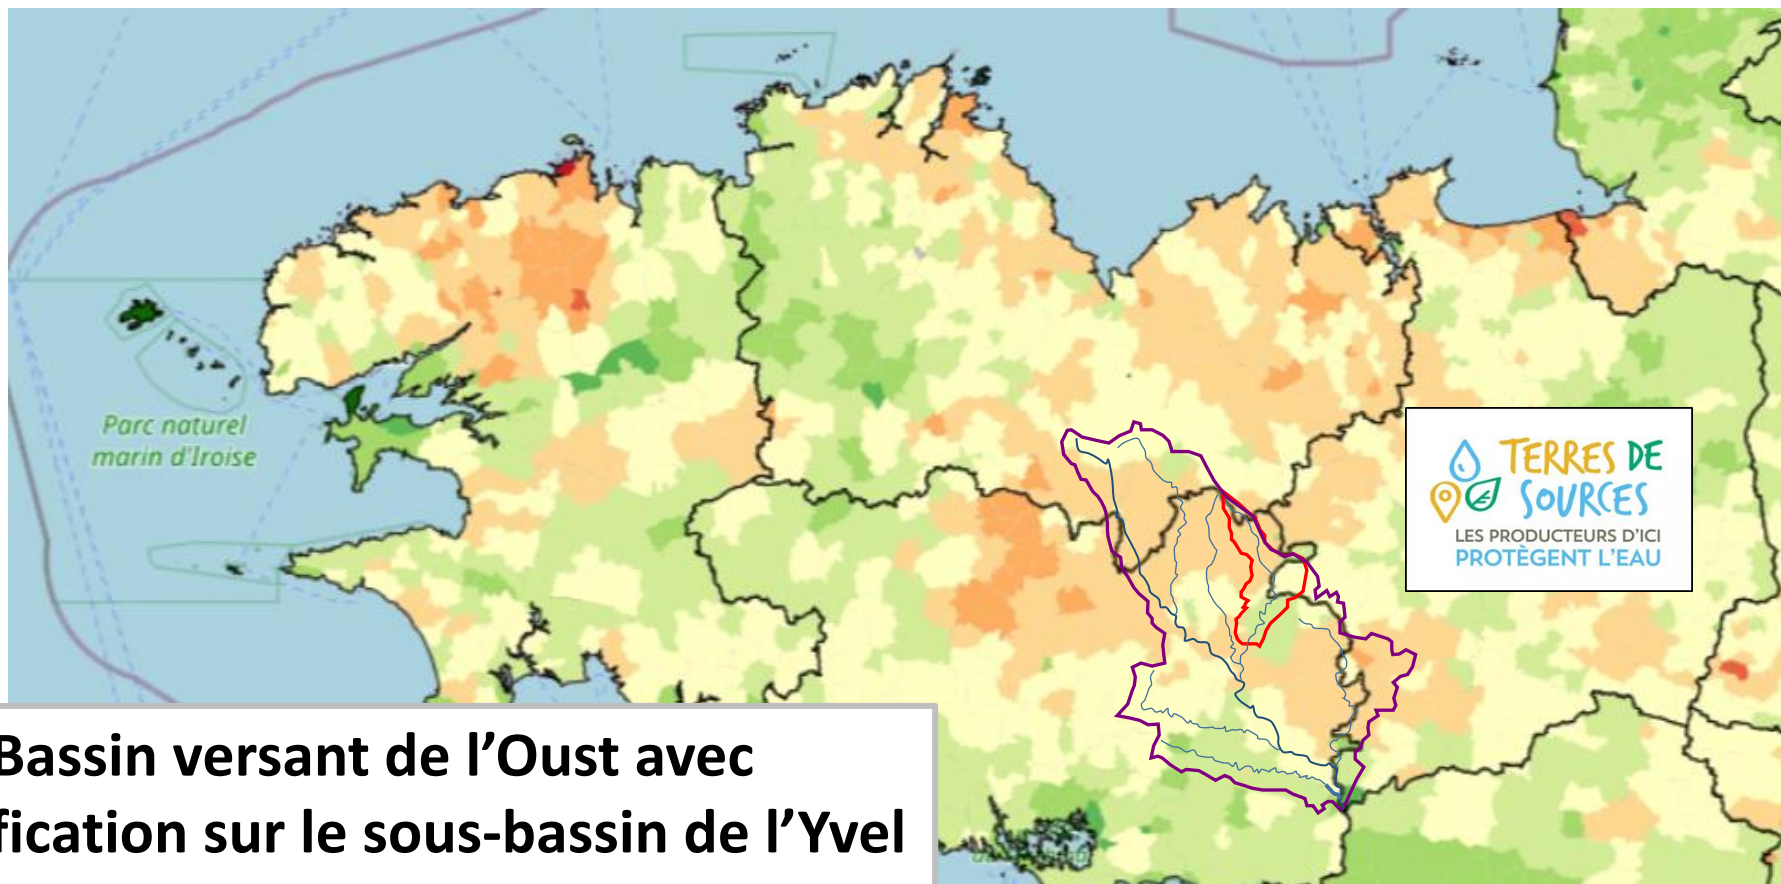 Parc naturel
marin d'Iroise
TERRES DE
SOURCES
LES PRODUCTEURS D'ICI
PROTÈGENT L'EAU
Bassin versant de l'Oust avec
fication sur le sous-bassin de l'Yvel